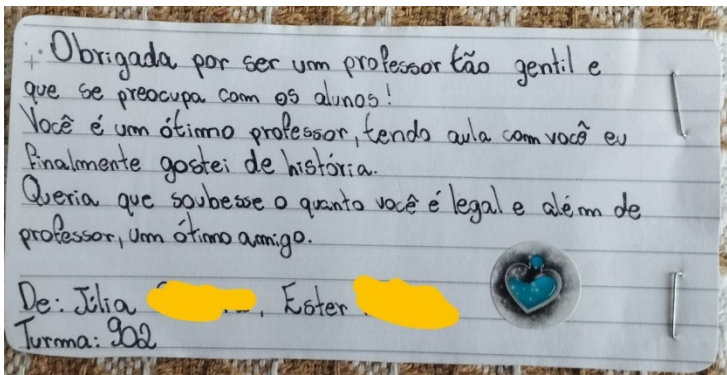 Obrigada por ser um professor tão gentil e
que se preocupa com os alunos!
Você é um ótimo professor, tendo aula com você eu
finalmente gostei de história.
Queria que soubesse o quanto você é legal e além de
professor, um ótimo amigo.
De: Júlia , Ester
Turma: 902